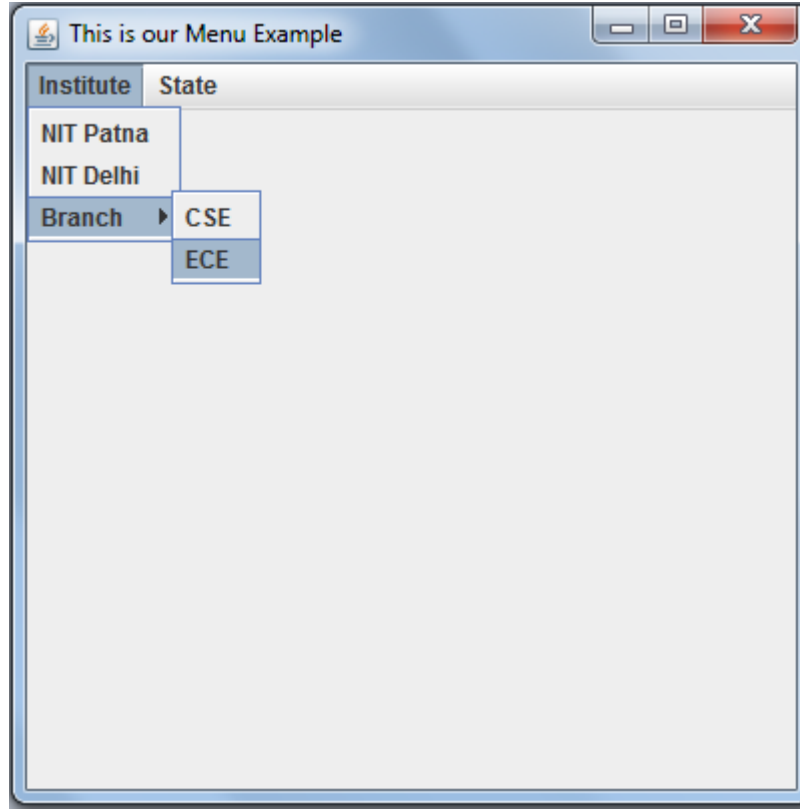 This is our Menu Example
Institute State
NIT Patna
NIT Delhi
Branch
CSE
ECE